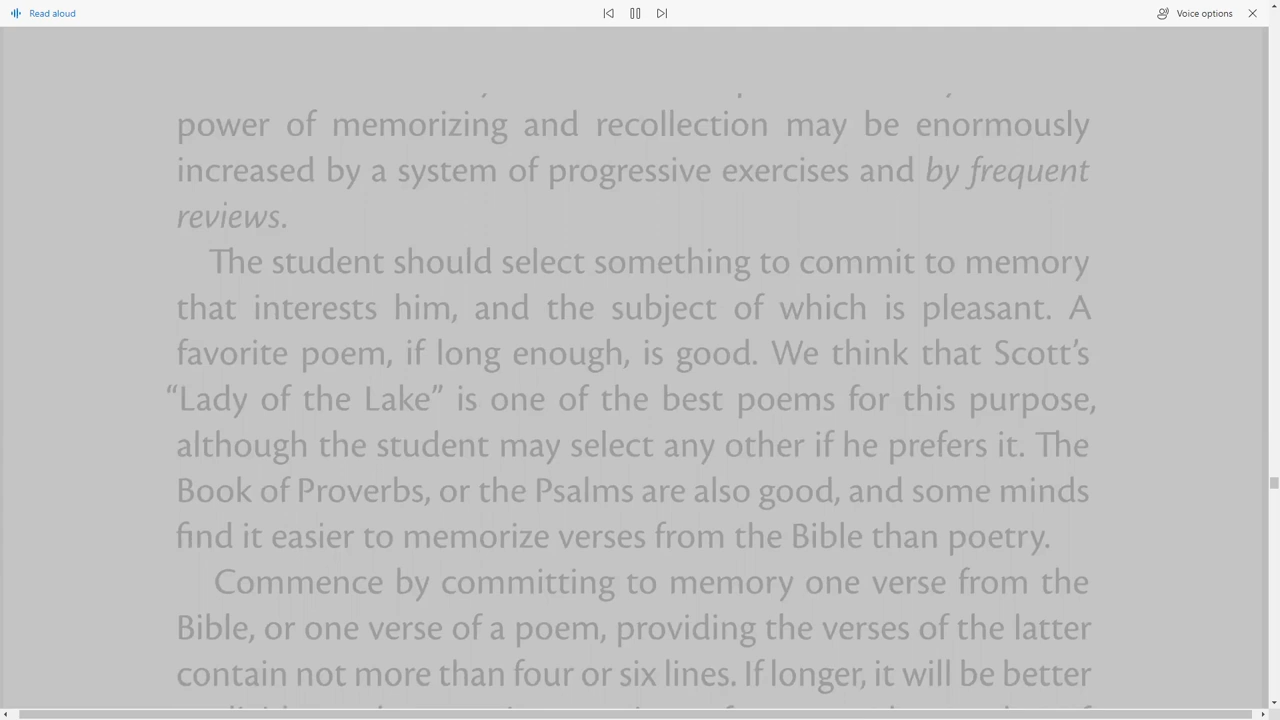 Read aloud
Voice options
power of memorizing and recollection may be enormously
increased by a system of progressive exercises and by frequent
reviews.
The student should select something to commit to memory
that interests him, and the subject of which is pleasant. A
favorite poem, if long enough, is good. We think that Scott’s
“Lady of the Lake” is one of the best poems for this purpose,
although the student may select any other if he prefers it. The
Book of Proverbs, or the Psalms are also good, and some minds
find it easier to memorize verses from the Bible than poetry.
Commence by committing to memory one verse from the
Bible, or one verse of a poem, providing the verses of the latter
contain not more than four or six lines. If longer, it will be better